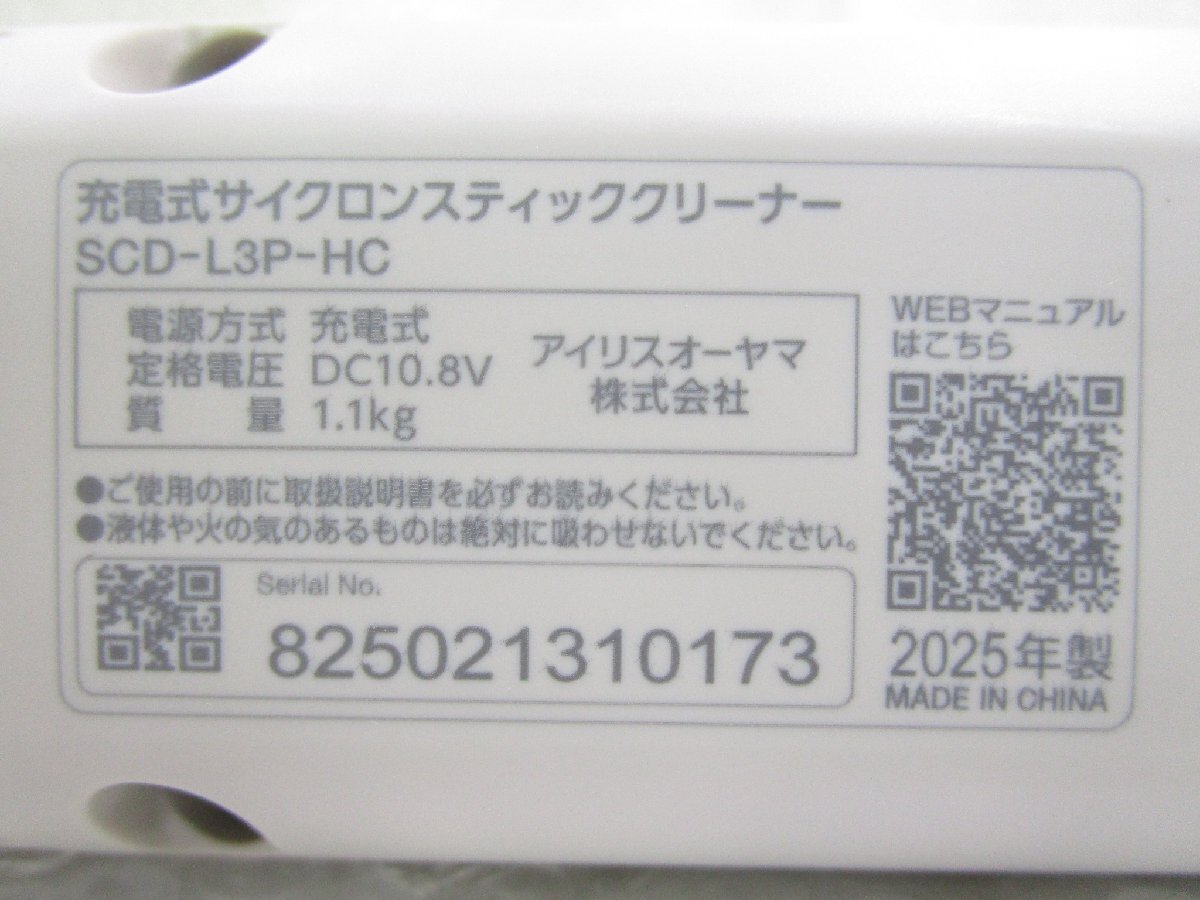 充電式サイクロンスティッククリーナー
SCD-L3P-HC
電源方式 充電式
定格電圧 DC10.8V
質 量 1.1kg
アイリスオーヤマ
株式会社
WEBマニュアル
はこちら
●ご使用の前に取扱説明書を必ずお読みください。
●液体や火の気のあるものは絶対に吸わせないでください。
Serial No.
825021310173
2025年製
MADE IN CHINA